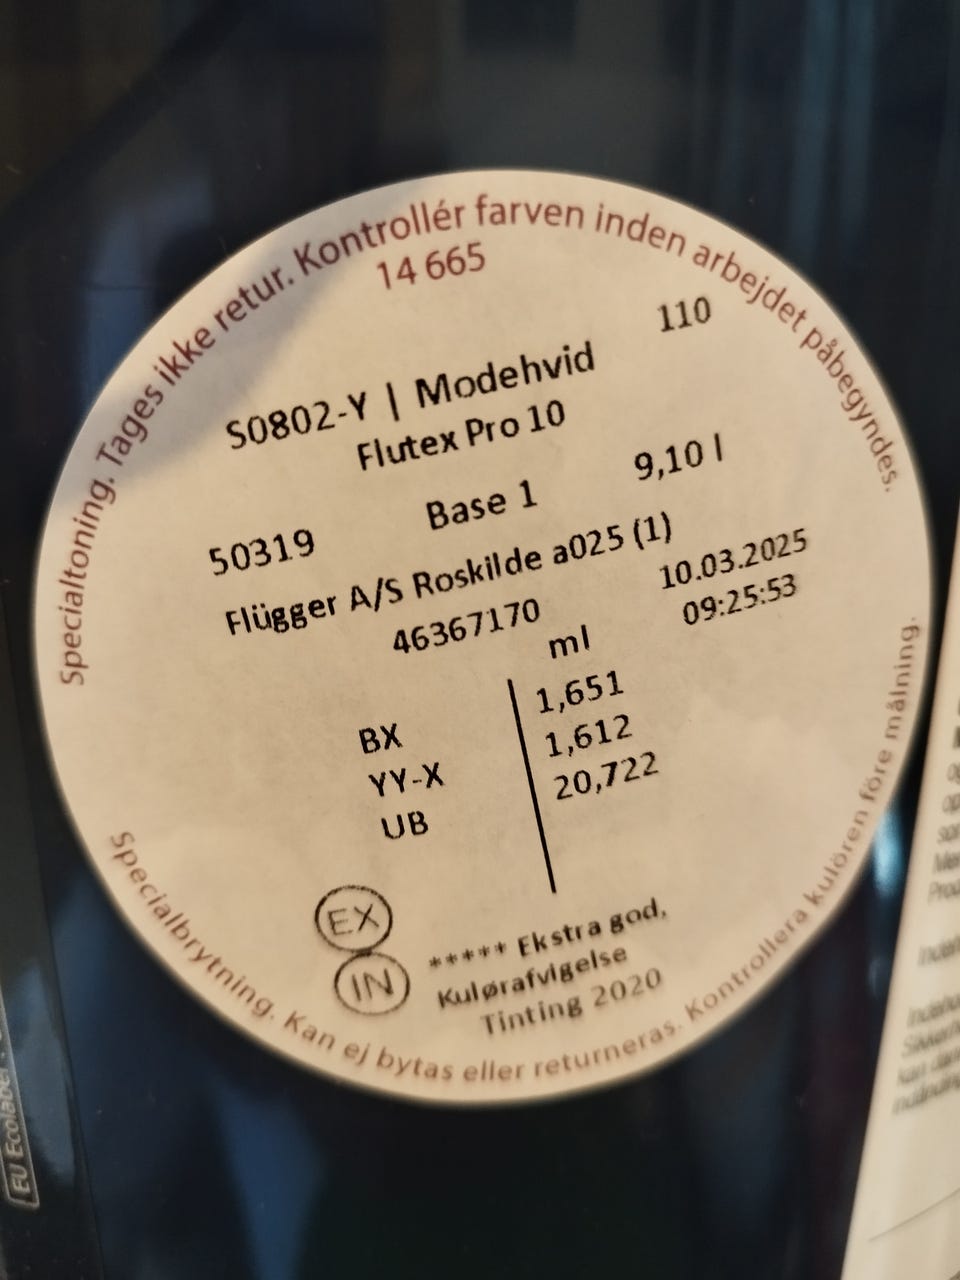 Specialtoning. Tages ikke retur. Kontrollér farven inden arbejdet påbegyndes.
14 665
110
S0802-Y | Modehvid
Flutex Pro 10
50319 Base 1 9,10 l
Flügger A/S Roskilde a025 (1)
46367170 10.03.2025
09:25:53
ml
BX 1,651
YY-X 1,612
UB 20,722
EX
IN
***** Ekstra god,
Kulørafvigelse
Tinting 2020
Specialbrytning. Kan ej bytas eller returneras. Kontrollera kulören före målning.
EU Ecolabel